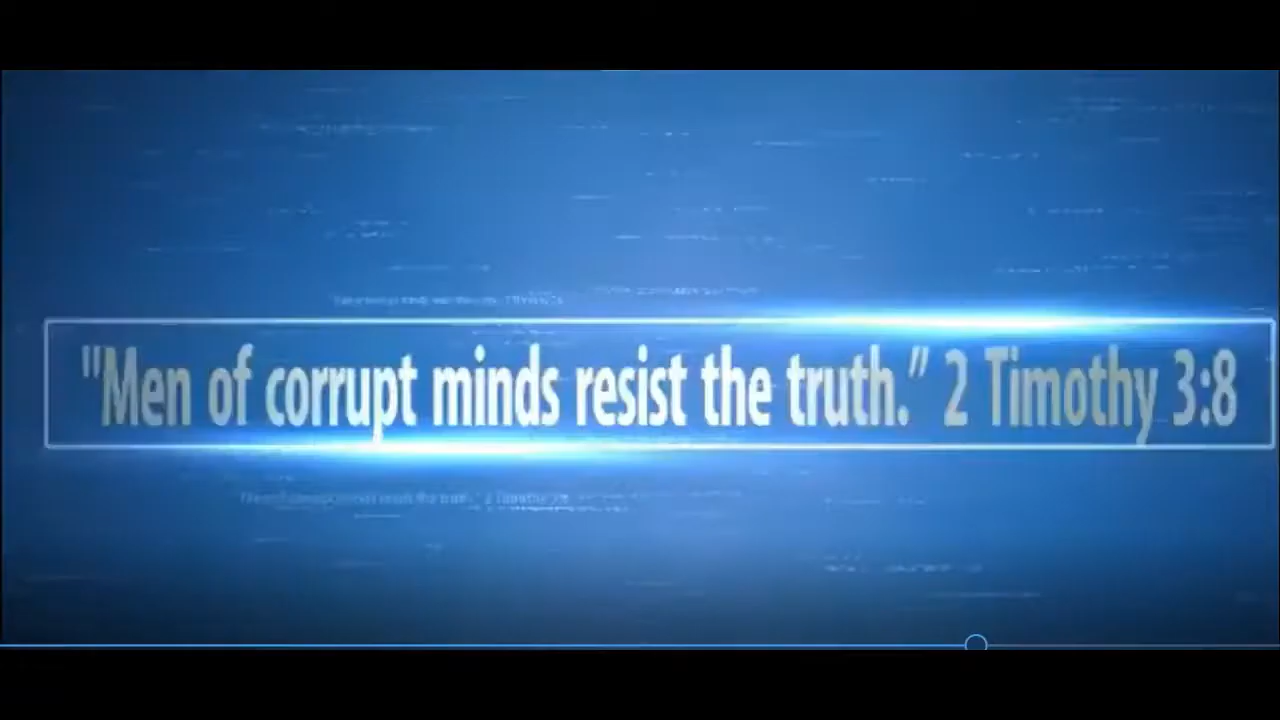 "Men of corrupt minds resist the truth.” 2 Timothy 3:8